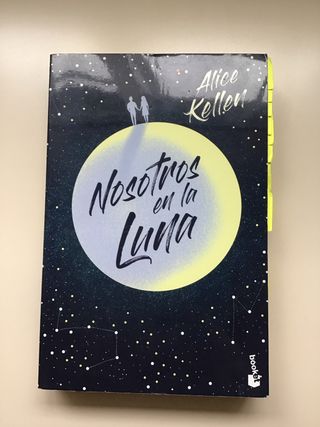 Alice
Kellen
Nosotros
en la
Luna
booket